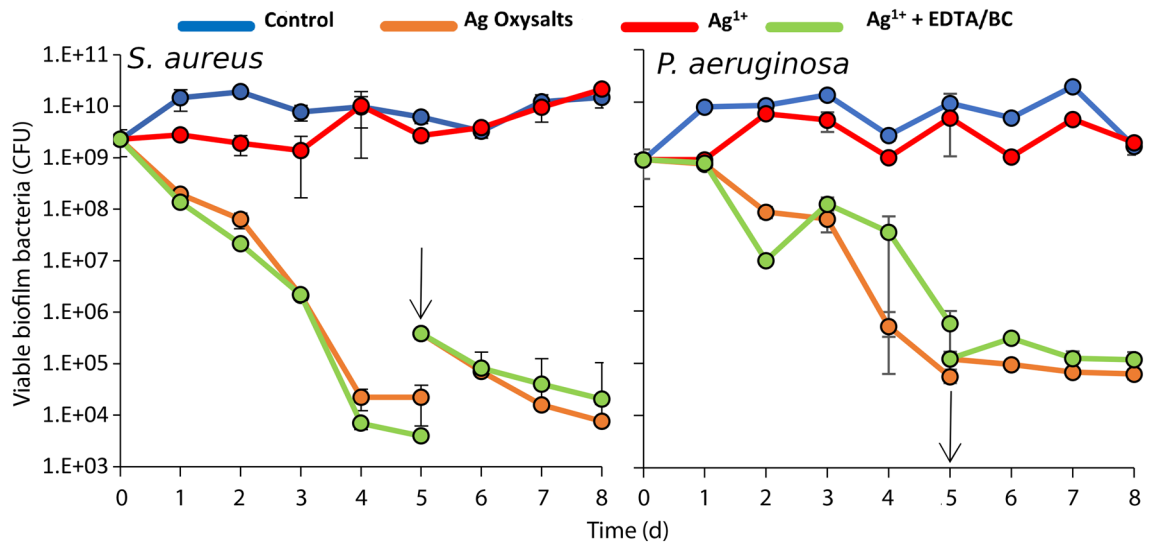 Control Ag Oxysalts Ag¹⁺ Ag¹⁺ + EDTA/BC
S. aureus
P. aeruginosa
Viable biofilm bacteria (CFU)
1.E+11
1.E+10
1.E+09
1.E+08
1.E+07
1.E+06
1.E+05
1.E+04
1.E+03
0 1 2 3 4 5 6 7 8
0 1 2 3 4 .5 6 7 8
Time (d)